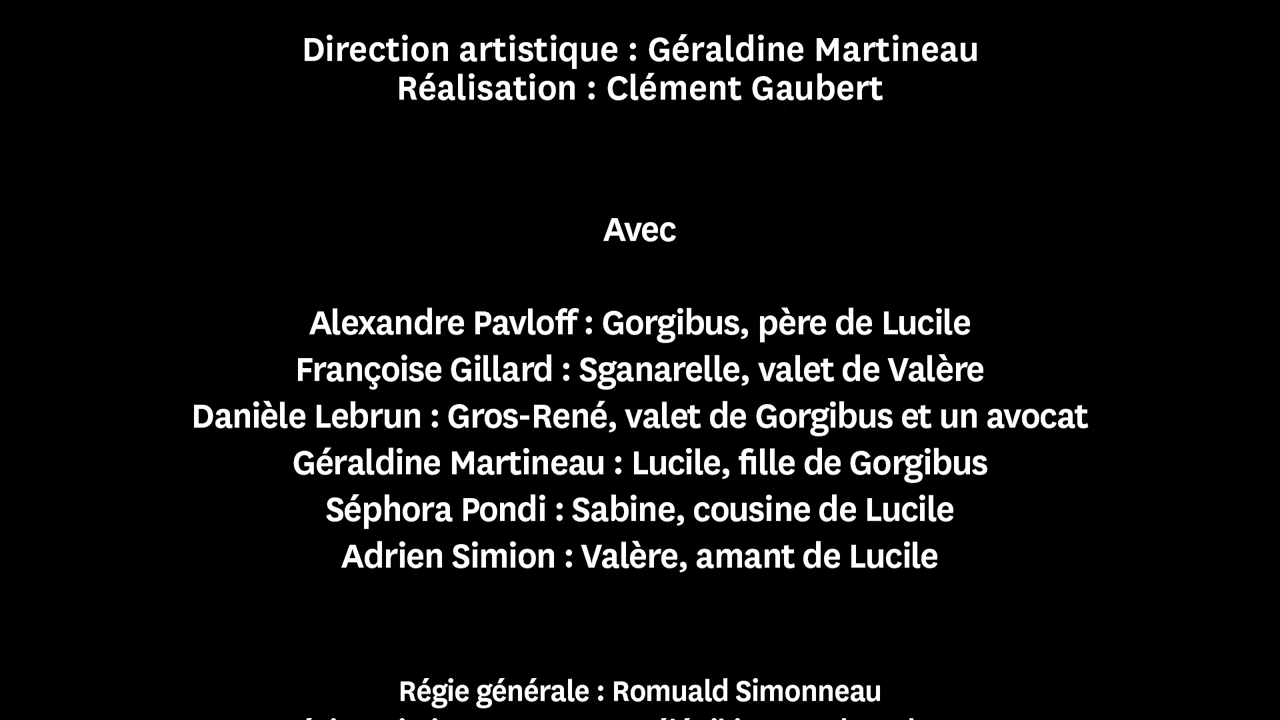 Direction artistique : Géraldine Martineau
Réalisation : Clément Gaubert
Avec
Alexandre Pavloff : Gorgibus, père de Lucile
Françoise Gillard : Sganarelle, valet de Valère
Danièle Lebrun : Gros-René, valet de Gorgibus et un avocat
Géraldine Martineau : Lucile, fille de Gorgibus
Séphora Pondi : Sabine, cousine de Lucile
Adrien Simion : Valère, amant de Lucile
Régie générale : Romuald Simonneau